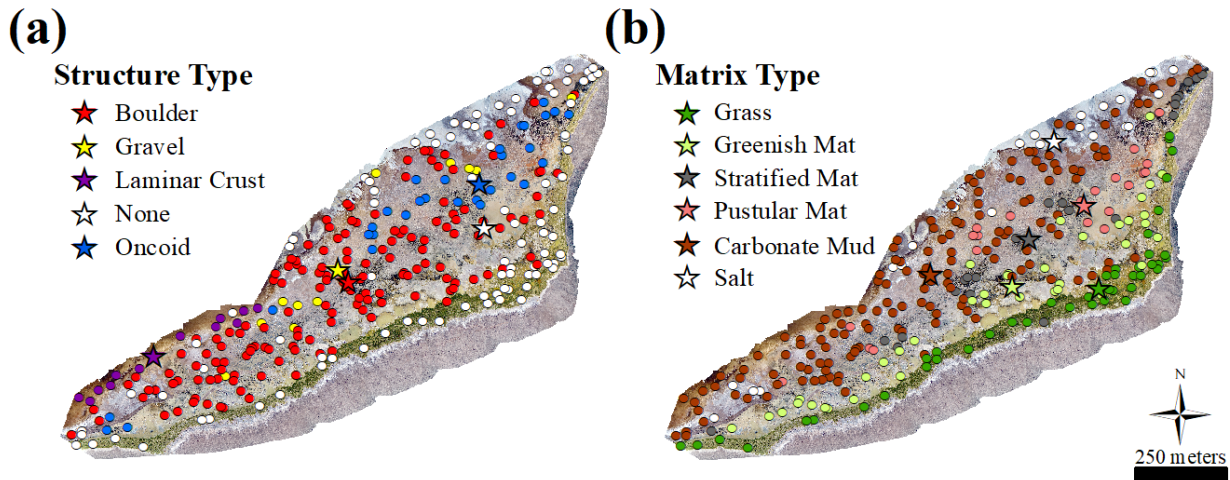 (a)
Structure Type
Boulder
Gravel
Laminar Crust
None
Oncoid
(b)
Matrix Type
Grass
Greenish Mat
Stratified Mat
Pustular Mat
Carbonate Mud
Salt
N
250 meters